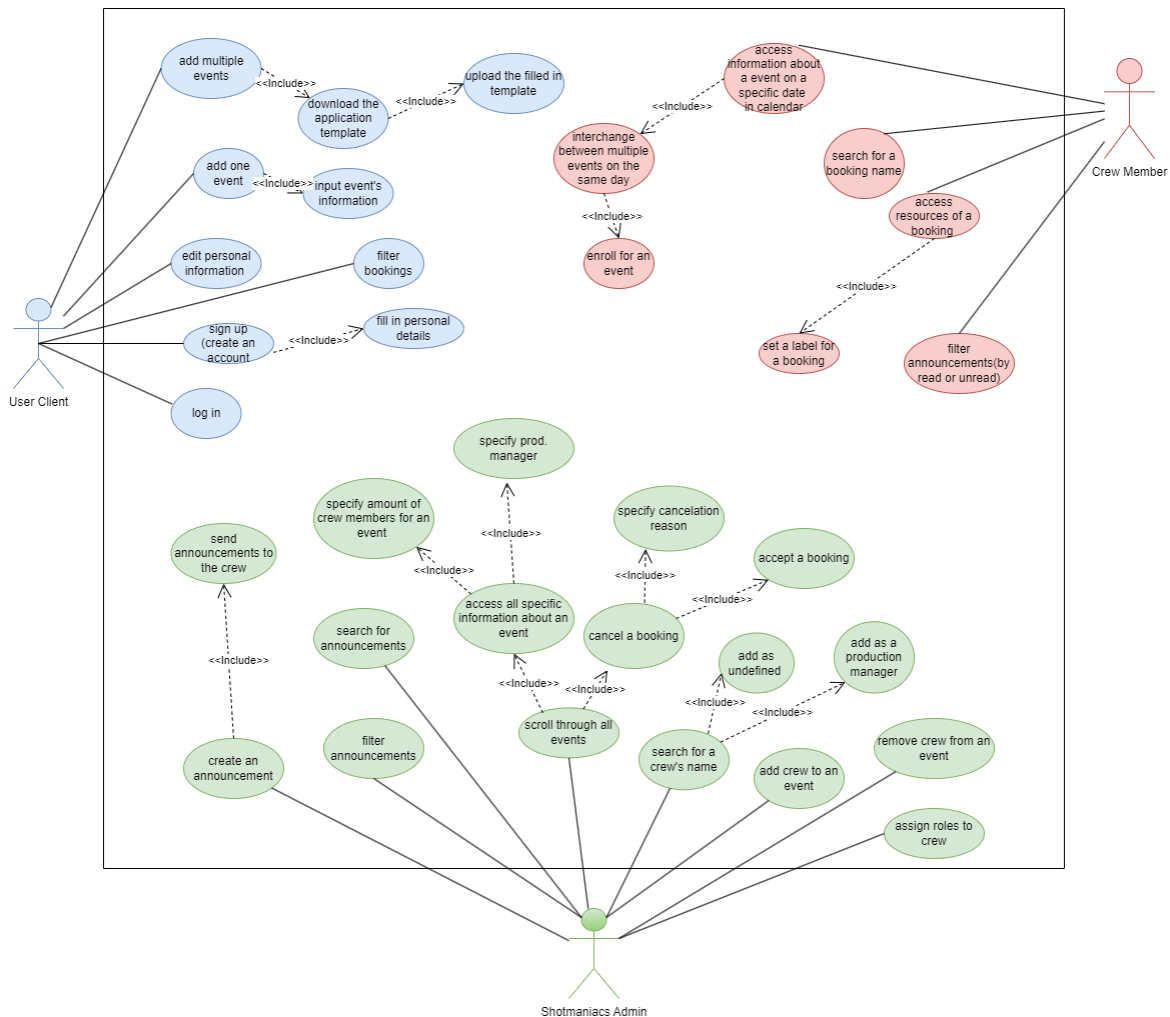 add multiple
events
<<Include>>
download the
application
template
<<Include>>
upload the filled in
template
add one
event
<<Include>>
input event's
information
edit personal
information
filter
bookings
sign up
(create an
account
<<Include>>
fill in personal
details
log in
User Client
access
information about
a event on a
specific date
in calendar
<<Include>>
interchange
between multiple
events on the
same day
<<Include>>
enroll for an
event
search for a
booking name
access
resources of a
booking
<<Include>>
set a label for
a booking
filter
announcements(by
read or unread)
Crew Member
specify prod.
manager
specify amount of
crew members for an
event
<<Include>>
<<Include>>
access all specific
information about an
event
specify cancelation
reason
accept a booking
<<Include>>
<<Include>>
cancel a booking
send
announcements to
the crew
<<Include>>
create an
announcement
search for
announcements
filter
announcements
<<Include>>
<<Include>>
scroll through all
events
add as
undefined
add as a
production
manager
<<Include>>
<<Include>>
search for a
crew's name
add crew to an
event
remove crew from an
event
assign roles to
crew
Shotmaniacs Admin